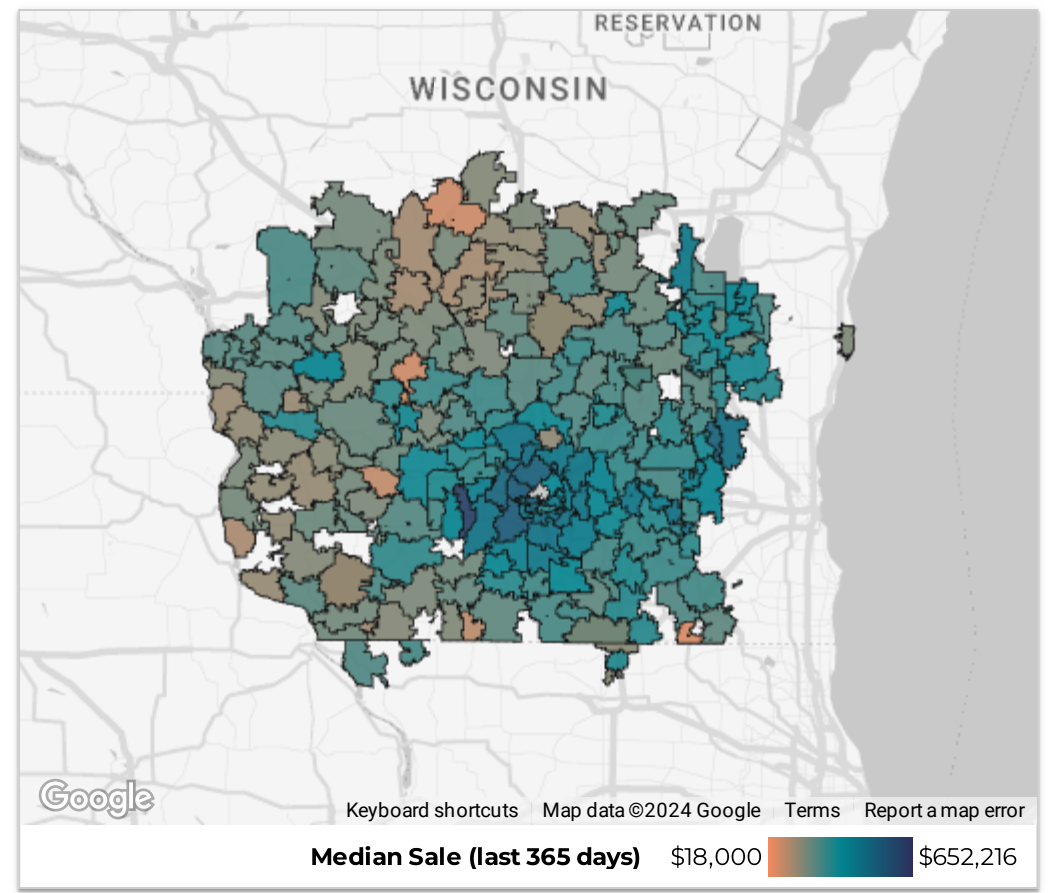 RESERVATION
WISCONSIN
Google
Keyboard shortcuts Map data ©2024 Google Terms Report a map error
Median Sale (last 365 days) $18,000 $652,216